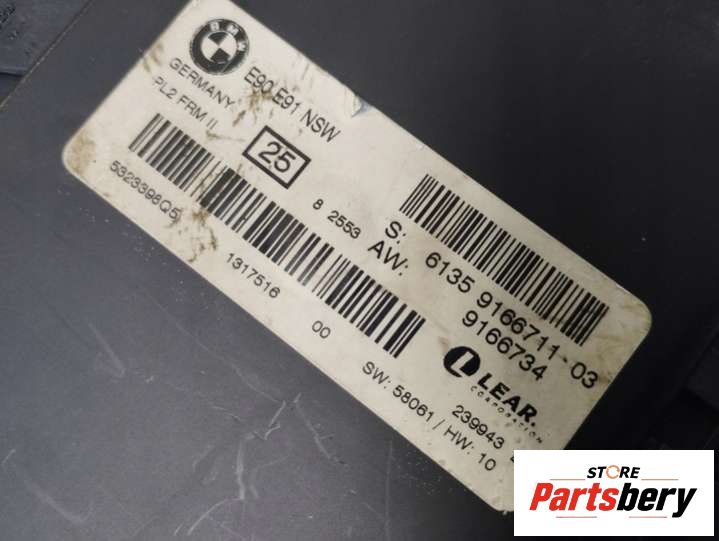 BMW
E90 E91 NSW
GERMANY
PL2 FRM II
25
8 2553
S: 6135 9166711 03
AW: 9166734
5323398Q5
1317516
00
LEAR.
CORPORATION
239943
SW: 58061 / HW: 10
STORE
Partsbery